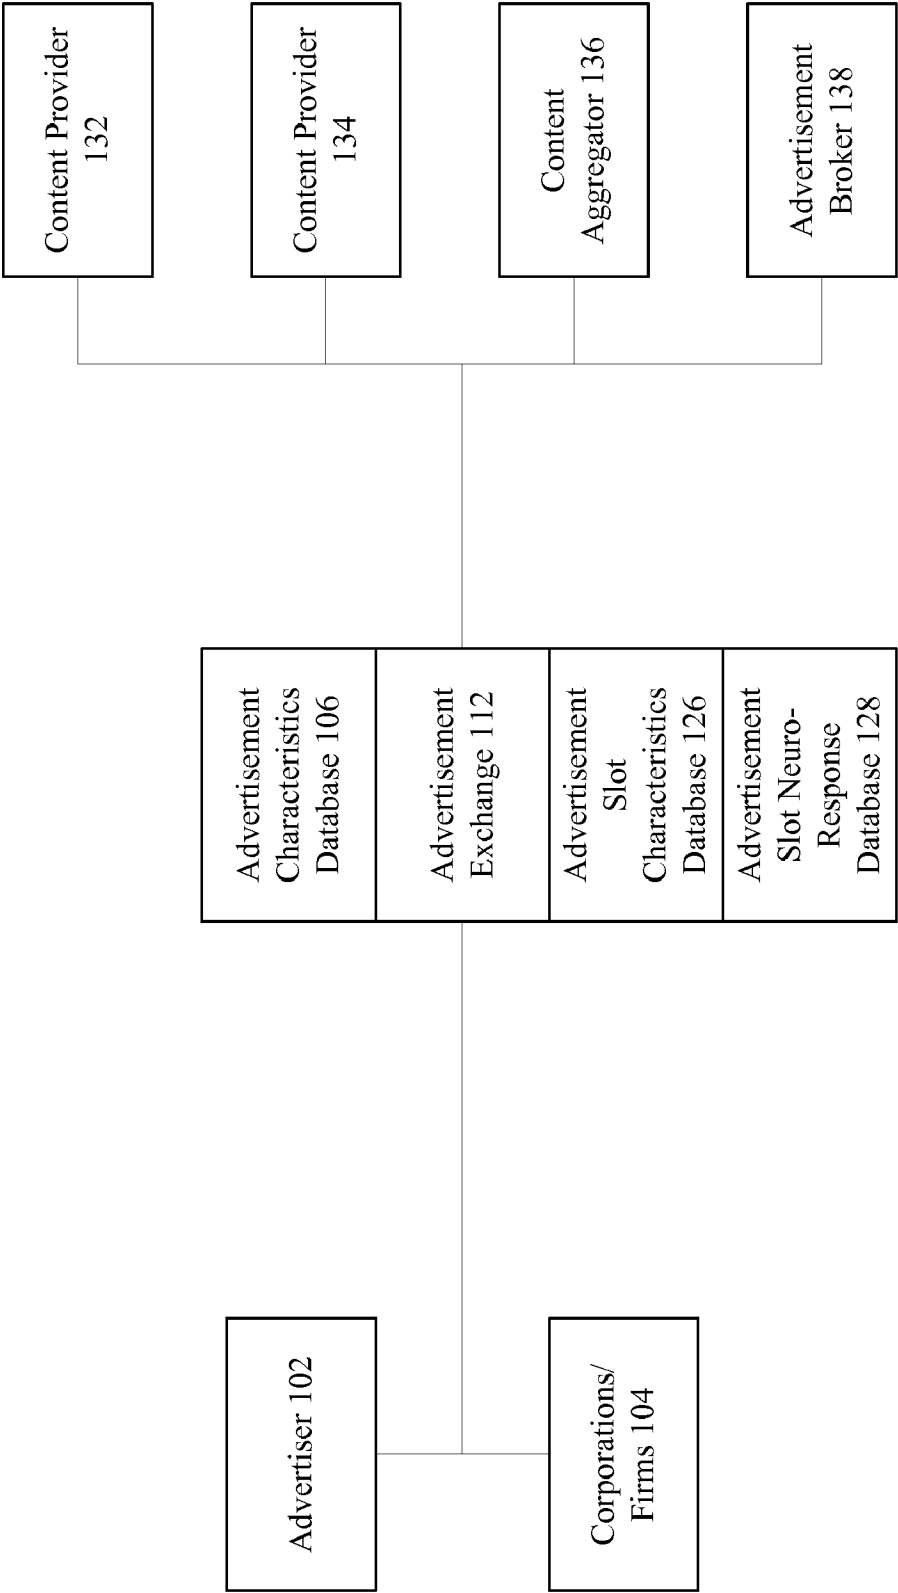 Advertiser 102
Corporations/
Firms 104
Advertisement
Characteristics
Database 106
Advertisement
Exchange 112
Advertisement
Slot
Characteristics
Database 126
Advertisement
Slot Neuro-
Response
Database 128
Content Provider
132
Content Provider
134
Content
Aggregator 136
Advertisement
Broker 138